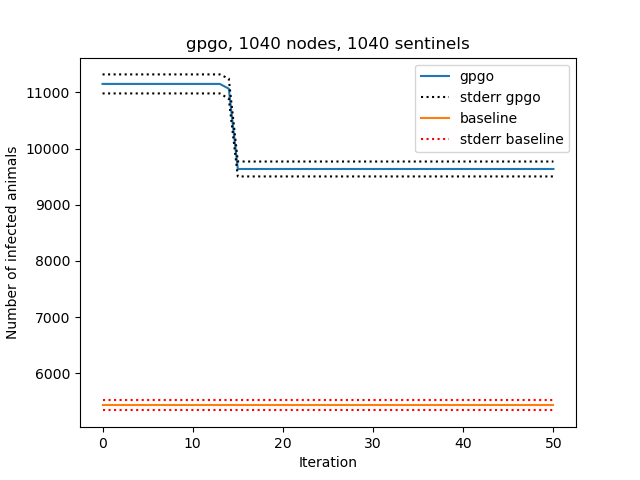 gpgo, 1040 nodes, 1040 sentinels
gpgo
stderr gpgo
baseline
stderr baseline
11000
10000
9000
8000
7000
6000
Number of infected animals
0 10 20 30 40 50
Iteration